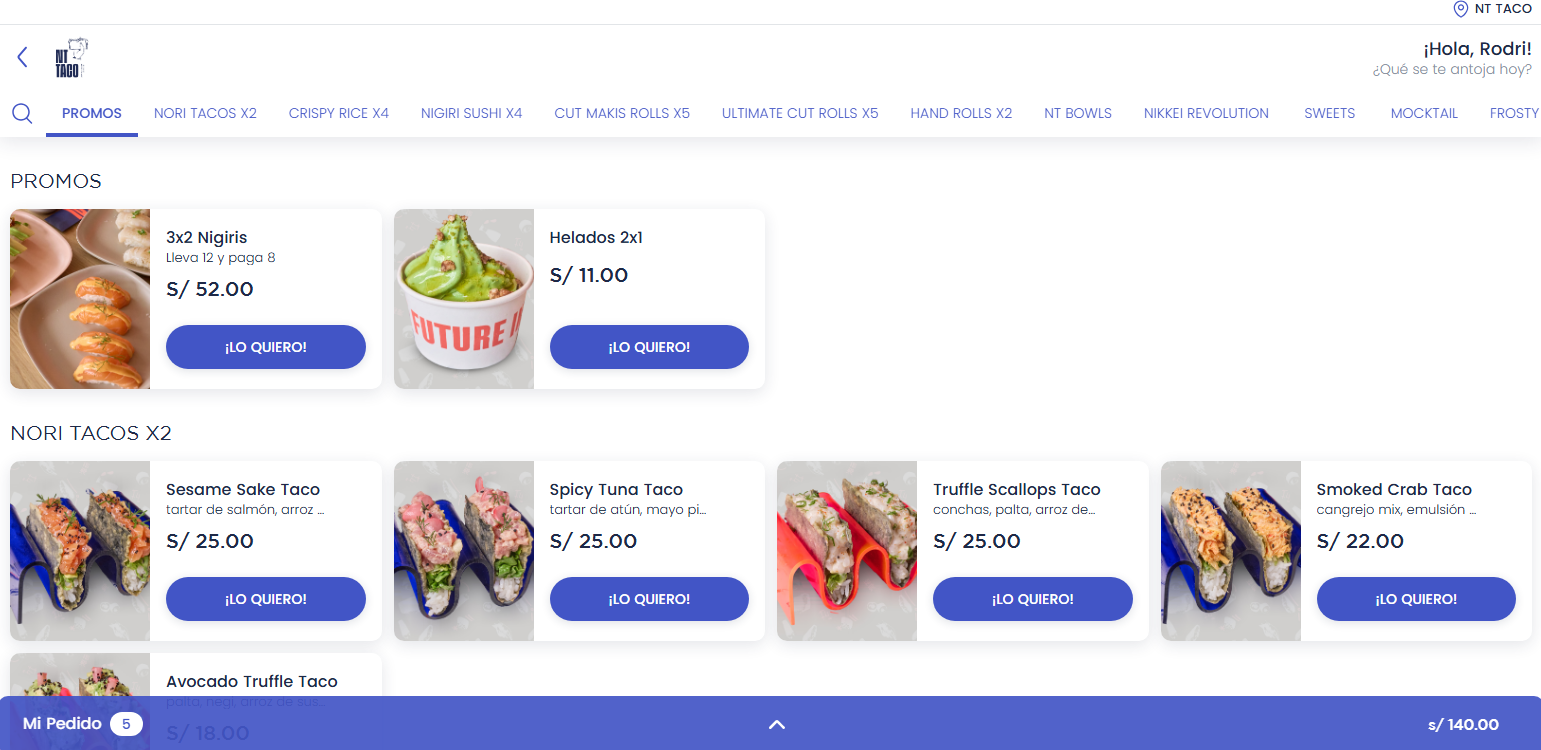 NT TACO
NT
TACO
¡Hola, Rodri!
¿Qué se te antoja hoy?
PROMOS
NORI TACOS X2
CRISPY RICE X4
NIGIRI SUSHI X4
CUT MAKIS ROLLS X5
ULTIMATE CUT ROLLS X5
HAND ROLLS X2
NT BOWLS
NIKKEI REVOLUTION
SWEETS
MOCKTAIL
FROSTY
PROMOS
3x2 Nigiris
Lleva 12 y paga 8
S/ 52.00
¡LO QUIERO!
FUTURE
Helados 2x1
S/ 11.00
¡LO QUIERO!
NORI TACOS X2
Sesame Sake Taco
tartar de salmón, arroz ...
S/ 25.00
¡LO QUIERO!
Spicy Tuna Taco
tartar de atún, mayo pi...
S/ 25.00
¡LO QUIERO!
Truffle Scallops Taco
conchas, palta, arroz de...
S/ 25.00
¡LO QUIERO!
Smoked Crab Taco
cangrejo mix, emulsión ...
S/ 22.00
¡LO QUIERO!
Avocado Truffle Taco
palta, negi, arroz de sus...
S/ 18.00
Mi Pedido 5
s/ 140.00